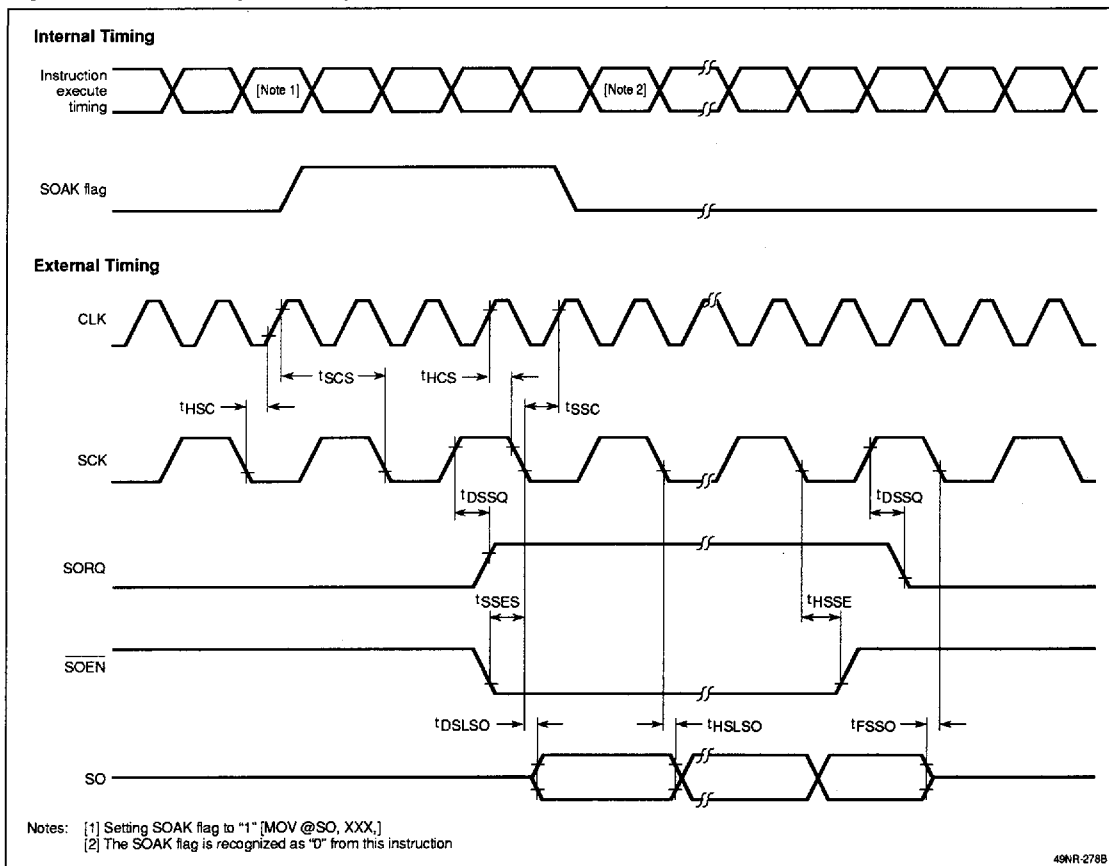 Internal Timing
Instruction
execute
timing
[Note 1]
[Note 2]
SOAK flag
External Timing
CLK
tSCS
tHCS
tHSC
tSSC
SCK
tDSSQ
tDSSQ
SORQ
tSSES
tHSSE
SOEN
tDSLSO
tHSLSO
tFSSO
SO
Notes: [1] Setting SOAK flag to "1" [MOV @SO, XXX,]
[2] The SOAK flag is recognized as "0" from this instruction
49NR-278B